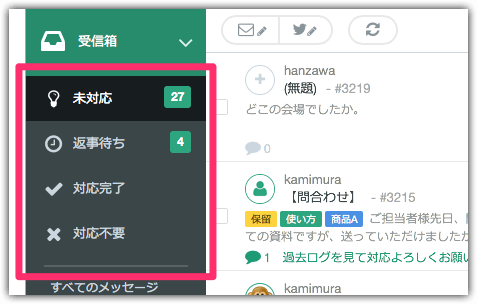 受信箱
未対応 27
返事待ち 4
対応完了
対応不要
すべてのメッセージ
hanzawa
(無題) - #3219
どこの会場でしたか。
0
kamimura
【問合わせ】 - #3215
保留 使い方 商品A ご担当者様先日、
ての資料ですが、送っていただけました
1 過去ログを見て対応よろしくお願い
kamimura